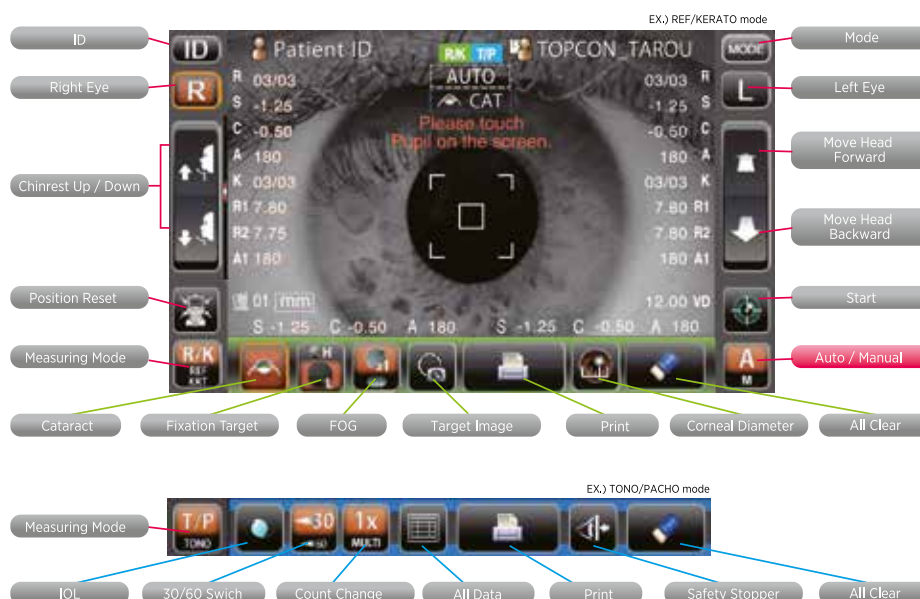 EX.) REF/KERATO mode
ID
ID
Patient ID
R/K T/P
TOPCON_TAROU
MODE
Mode
Right Eye
R
R 03/03
AUTO
03/03 R
L
Left Eye
S -1.25
CAT
-1.25 S
C -0.50
Please touch
-0.50 C
Pupil on the screen.
A 180
180 A
Move Head
Forward
Chinrest Up / Down
K 03/03
03/03 K
R1 7.80
7.80 R1
R2 7.75
7.80 R2
Move Head
Backward
A1 180
180 A1
Position Reset
01 mm
12.00 VD
Start
S -1.25 C -0.50 A 180 S -1.25 C -0.50 A 180
Measuring Mode
R/K
REF
KRT
H
L
A
M
Auto / Manual
Cataract
Fixation Target
FOG
Target Image
Print
Corneal Diameter
All Clear
EX.) TONO/PACHO mode
Measuring Mode
T/P
TONO
30
60
1x
MULTI
IOL
30/60 Swich
Count Change
All Data
Print
Safety Stopper
All Clear